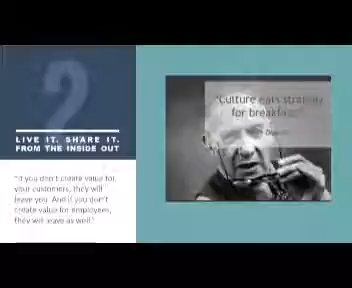 2
LIVE IT. SHARE IT.
FROM THE INSIDE OUT
"If you don't create value for
your customers, they will
leave you. And if you don't
create value for employees,
they will leave as well."
"Culture eats strategy
for breakfast"